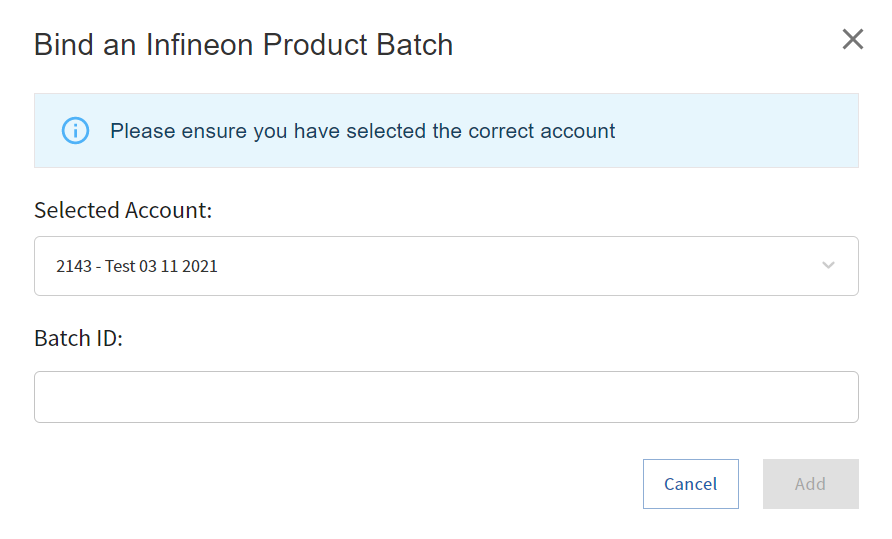 Bind an Infineon Product Batch
Please ensure you have selected the correct account
Selected Account:
2143 - Test 03 11 2021
Batch ID:
Cancel
Add